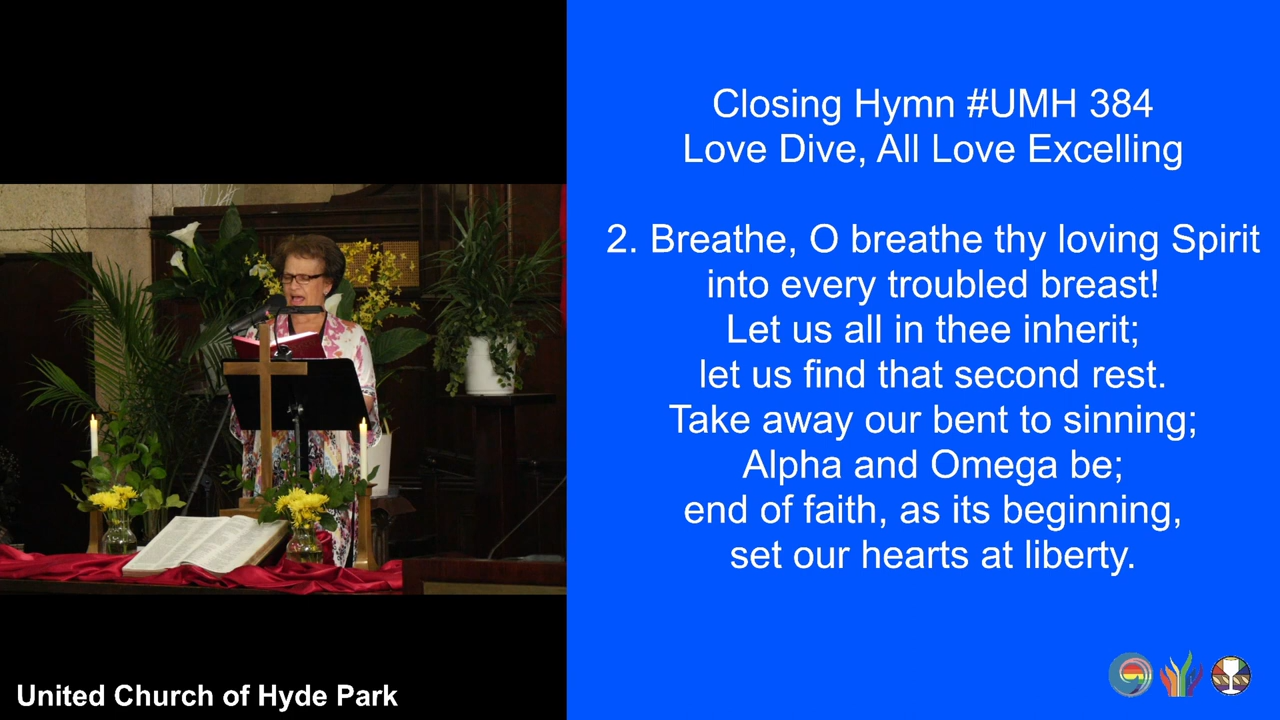 Closing Hymn #UMH 384
Love Dive, All Love Excelling
2. Breathe, O breathe thy loving Spirit
into every troubled breast!
Let us all in thee inherit;
let us find that second rest.
Take away our bent to sinning;
Alpha and Omega be;
end of faith, as its beginning,
set our hearts at liberty.
United Church of Hyde Park